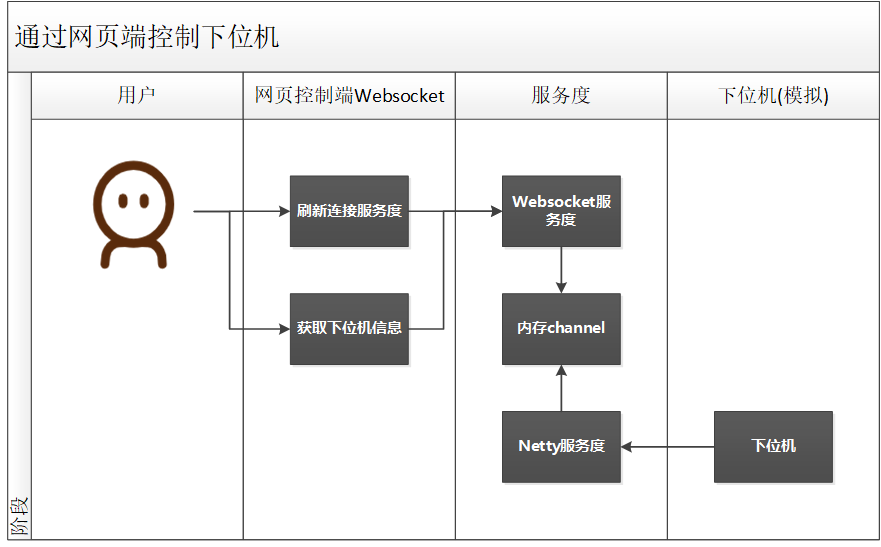 通过网页端控制下位机
用户
网页控制端Websocket
服务度
下位机(模拟)
刷新连接服务度
Websocket服
务度
获取下位机信息
内存channel
Netty服务度
下位机
阶段